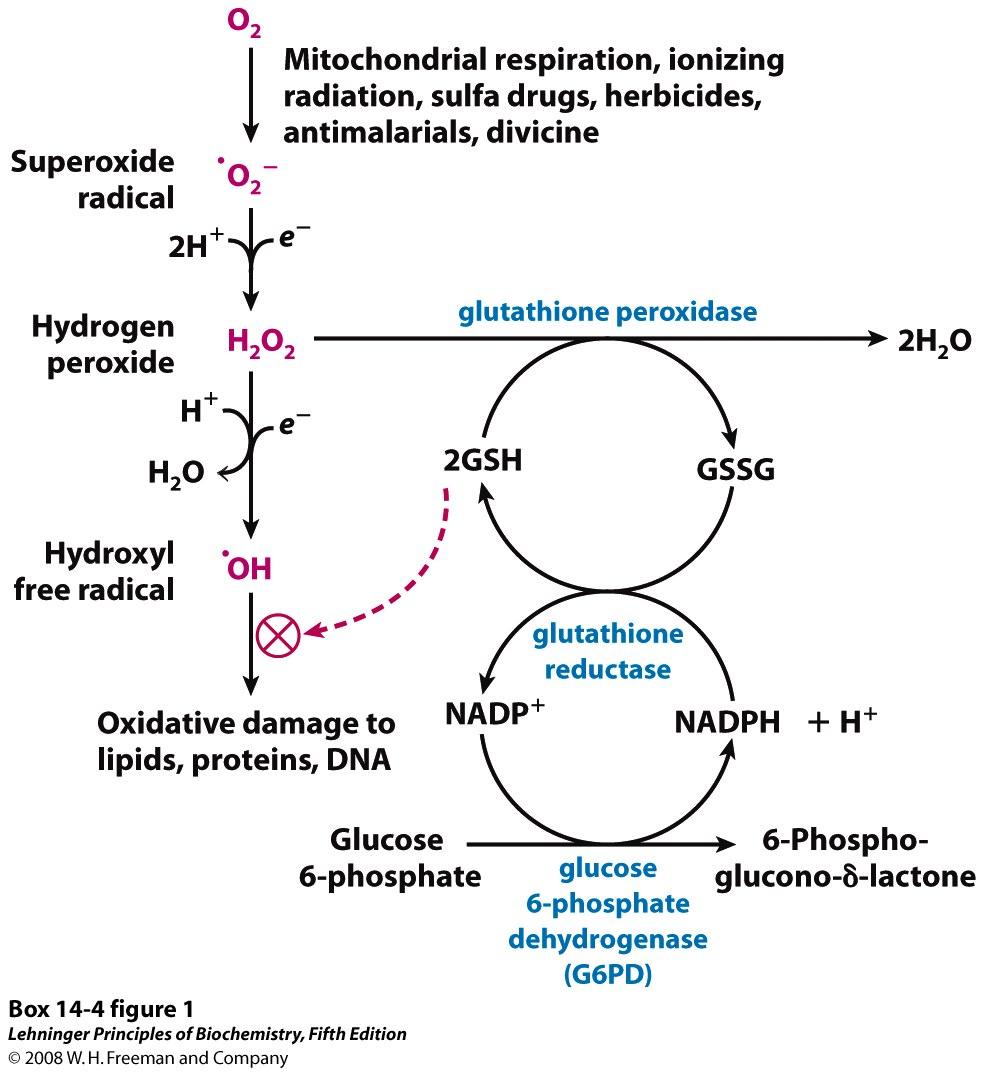 O₂
Mitochondrial respiration, ionizing
radiation, sulfa drugs, herbicides,
antimalarials, divicine
Superoxide
radical
•O₂⁻
2H⁺
e⁻
Hydrogen
peroxide
H₂O₂
glutathione peroxidase
2H₂O
H⁺
e⁻
H₂O
2GSH
GSSG
Hydroxyl
free radical
•OH
glutathione
reductase
Oxidative damage to
lipids, proteins, DNA
NADP⁺
NADPH + H⁺
Glucose
6-phosphate
6-Phospho-
glucono-δ-lactone
glucose
6-phosphate
dehydrogenase
(G6PD)
Box 14-4 figure 1
Lehninger Principles of Biochemistry, Fifth Edition
© 2008 W. H. Freeman and Company